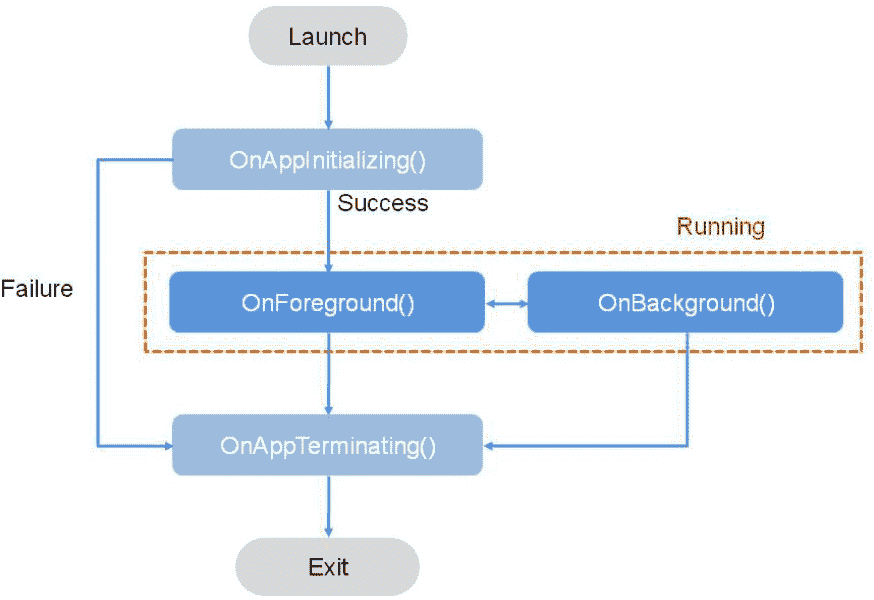 Launch
OnAppInitializing()
Success
Running
Failure
OnForeground()
OnBackground()
OnAppTerminating()
Exit